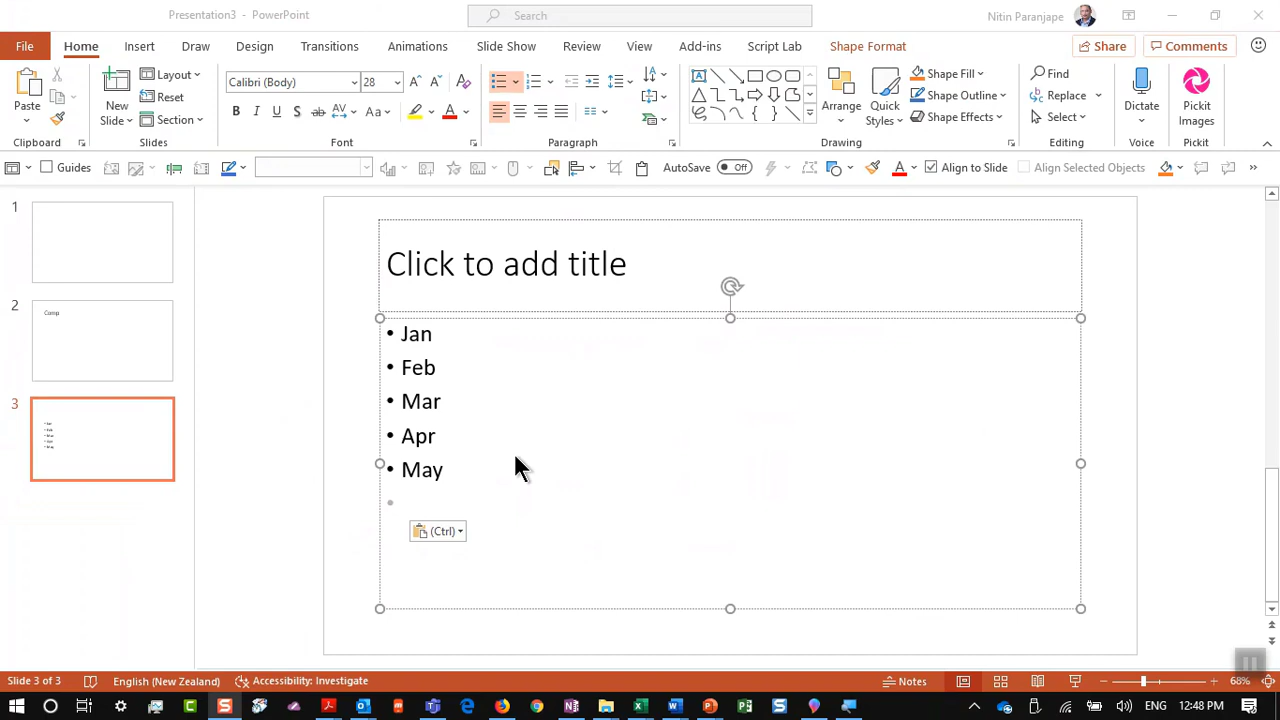 Presentation3 - PowerPoint
Search
Nitin Paranjape
File Home Insert Draw Design Transitions Animations Slide Show Review View Add-ins Script Lab Shape Format Share Comments
Paste
Clipboard
New
Slide
Layout
Reset
Section
Slides
Calibri (Body) 28
B I U S ab AV Aa A
Font
Paragraph
Arrange
Quick
Styles
Shape Fill
Shape Outline
Shape Effects
Drawing
Find
Replace
Select
Editing
Dictate
Voice
Pickit
Images
Pickit
Guides
AutoSave Off
Align to Slide
Align Selected Objects
1
2
Comp
3
Click to add title
• Jan
• Feb
• Mar
• Apr
• May
•
(Ctrl)
Slide 3 of 3 English (New Zealand) Accessibility: Investigate Notes 68%
12:48 PM